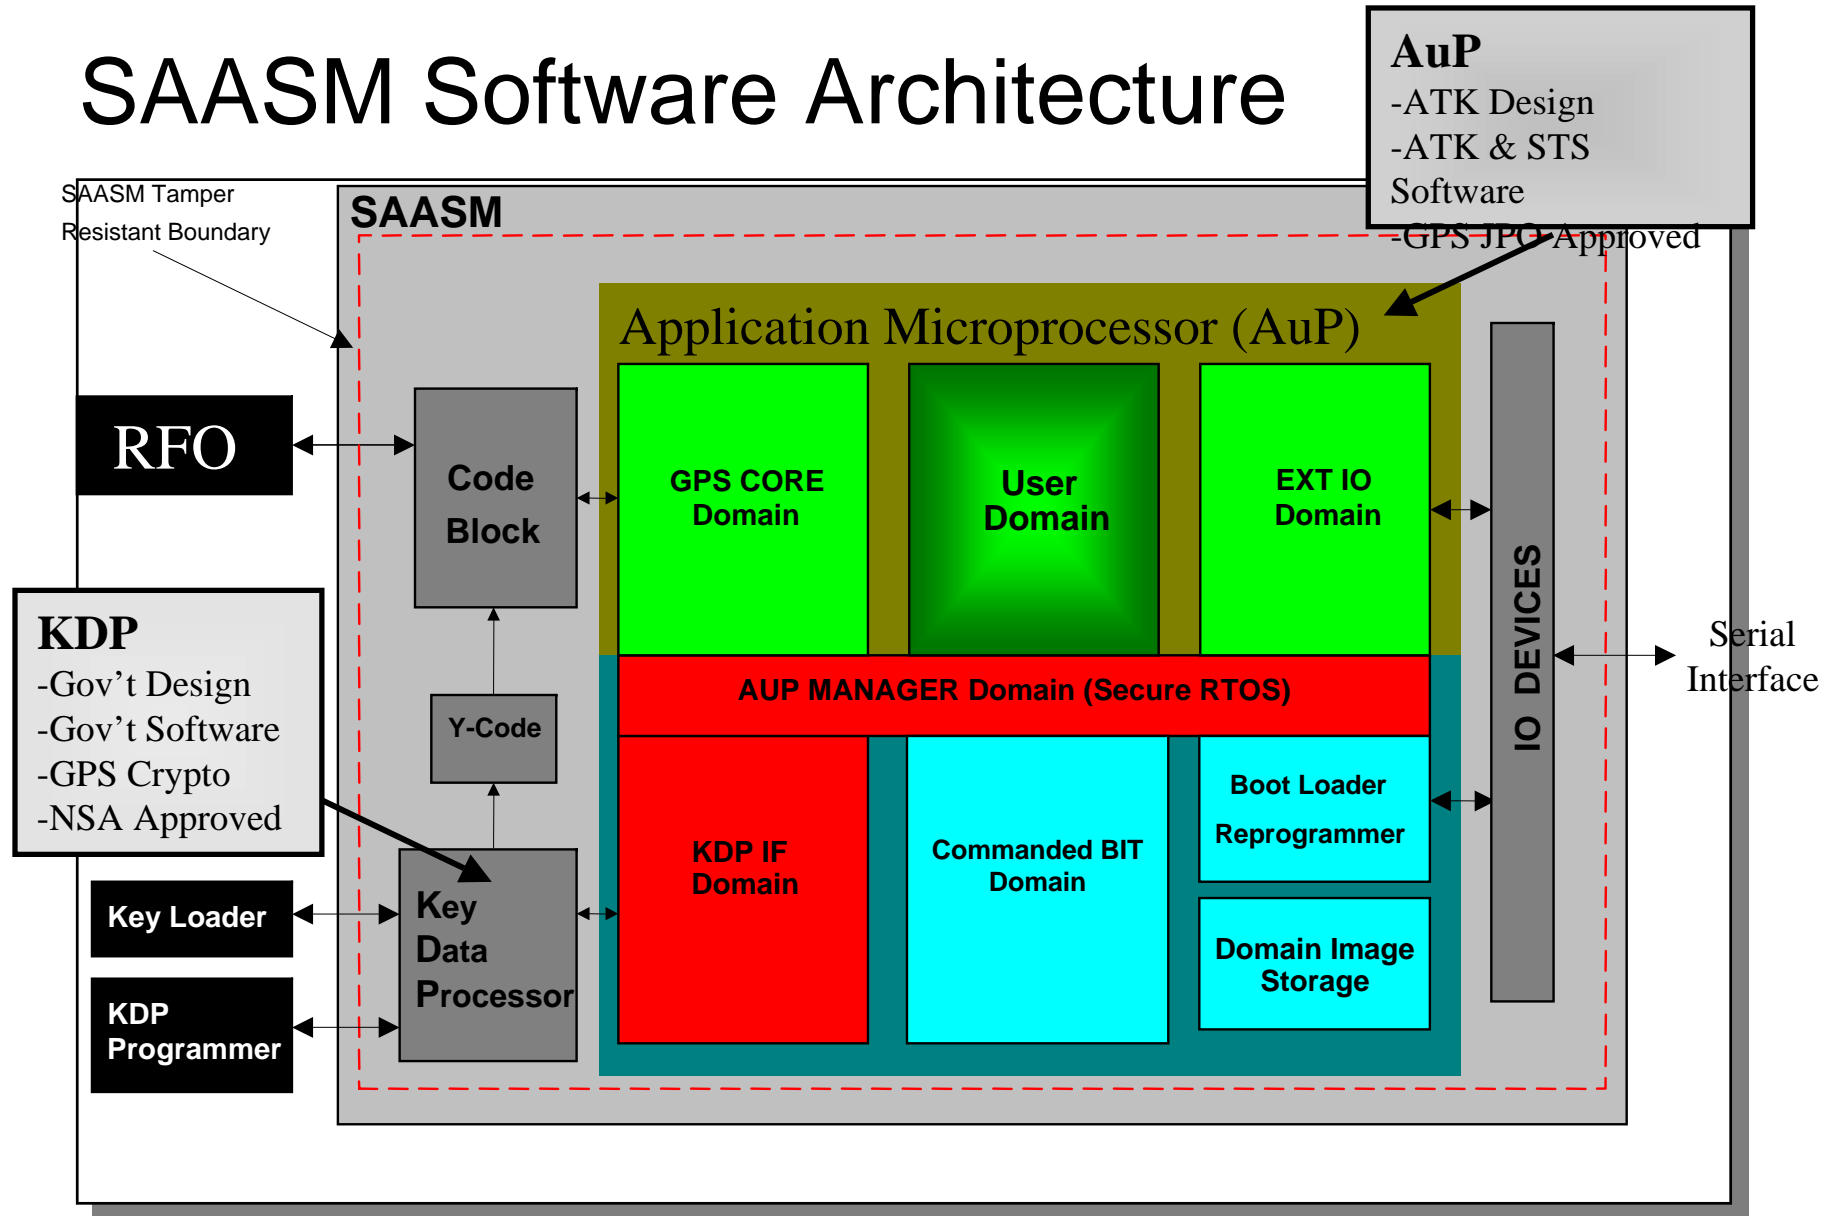 SAASM Software Architecture
AuP
-ATK Design
-ATK & STS
Software
-GPS JPO Approved
SAASM Tamper
Resistant Boundary
SAASM
Application Microprocessor (AuP)
RFO
Code
Block
GPS CORE
Domain
User
Domain
EXT IO
Domain
IO DEVICES
Serial
Interface
KDP
-Gov't Design
-Gov't Software
-GPS Crypto
-NSA Approved
Y-Code
AUP MANAGER Domain (Secure RTOS)
KDP IF
Domain
Commanded BIT
Domain
Boot Loader
Reprogrammer
Domain Image
Storage
Key Loader
Key
Data
Processor
KDP
Programmer